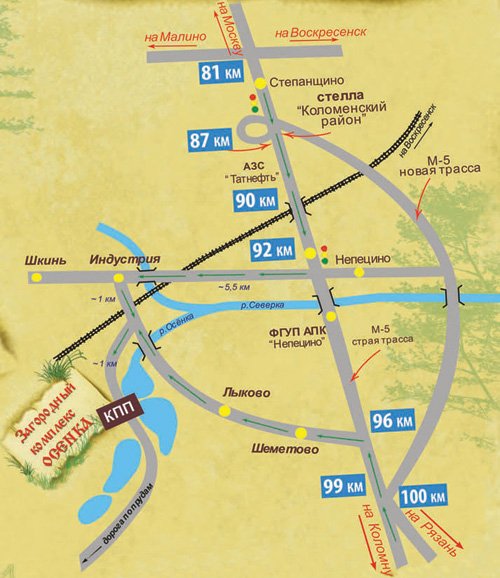 на Москву
на Малино
на Воскресенск
81 км
Степанщино
стелла
"Коломенский
район"
87 км
на Воскресенск
АЗС
"Татнефть"
М-5
новая трасса
90 км
92 км
Шкинь
Индустрия
Непецино
~1 км
~5,5 км
р.Северка
р.Осёнка
ФГУП АПК
"Непецино"
М-5
страя трасса
~1 км
Загородный
комплекс
ОСЕНКА
КПП
Лыково
96 км
Шеметово
99 км
100 км
дорога по прудам
на Коломну
на Рязань